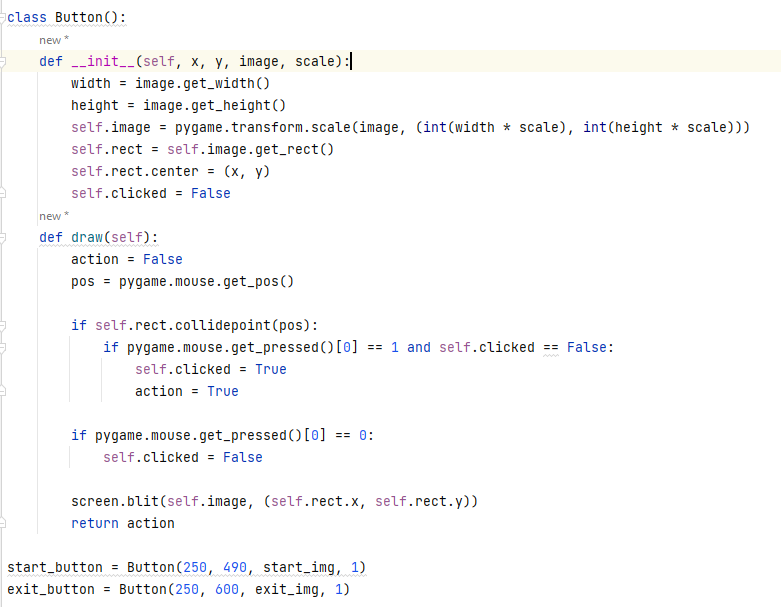 class Button():
new *
def __init__(self, x, y, image, scale):
width = image.get_width()
height = image.get_height()
self.image = pygame.transform.scale(image, (int(width * scale), int(height * scale)))
self.rect = self.image.get_rect()
self.rect.center = (x, y)
self.clicked = False
new *
def draw(self):
action = False
pos = pygame.mouse.get_pos()
if self.rect.collidepoint(pos):
if pygame.mouse.get_pressed()[0] == 1 and self.clicked == False:
self.clicked = True
action = True
if pygame.mouse.get_pressed()[0] == 0:
self.clicked = False
screen.blit(self.image, (self.rect.x, self.rect.y))
return action
start_button = Button(250, 490, start_img, 1)
exit_button = Button(250, 600, exit_img, 1)